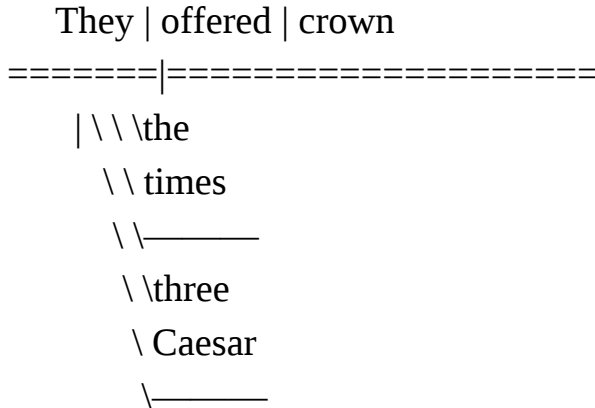 They | offered | crown
=======|====================
| \ \ \the
\ \ times
\ \———
\ \three
\ Caesar
\———